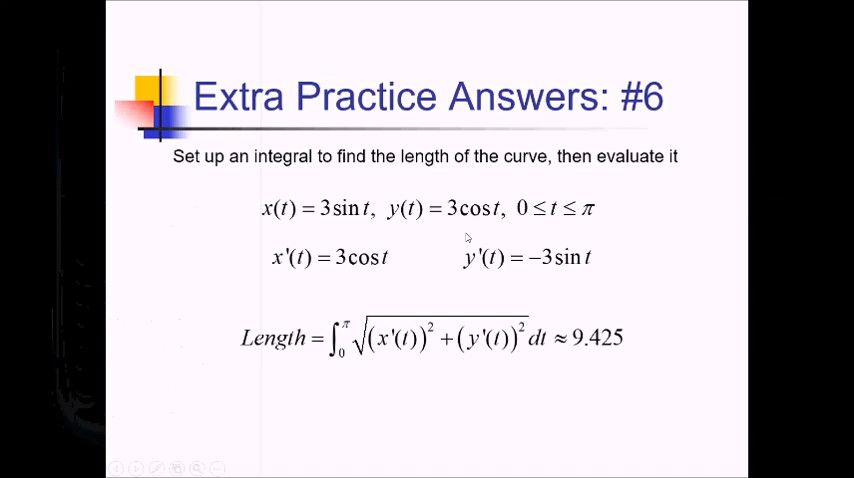 Extra Practice Answers: #6
Set up an integral to find the length of the curve, then evaluate it
x(t) = 3sin t, y(t) = 3cos t, 0 ≤ t ≤ π
x'(t) = 3cos t y'(t) = −3sin t
Length = ∫₀^π √((x'(t))² + (y'(t))²) dt ≈ 9.425